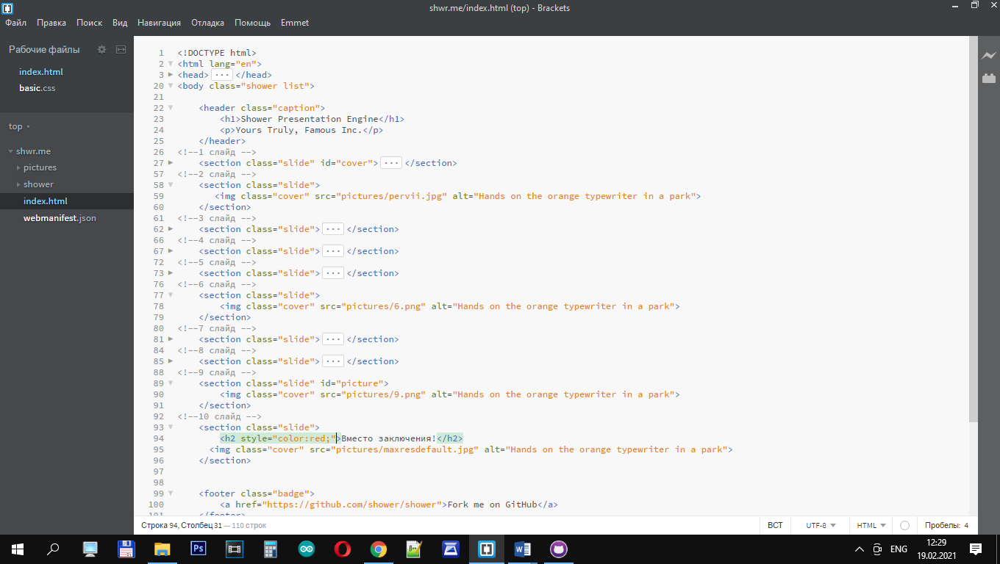 shwr.me/index.html (top) - Brackets
Файл Правка Поиск Вид Навигация Отладка Помощь Emmet
Рабочие файлы
index.html
basic.css
top
shwr.me
pictures
shower
index.html
webmanifest.json
1 <!DOCTYPE html>
2 <html lang="en">
3 <head> ... </head>
20 <body class="shower list">
21
22 <header class="caption">
23 <h1>Shower Presentation Engine</h1>
24 <p>Yours Truly, Famous Inc.</p>
25 </header>
26 <!--1 слайд -->
27 <section class="slide" id="cover"> ... </section>
57 <!--2 слайд -->
58 <section class="slide">
59 <img class="cover" src="pictures/pervii.jpg" alt="Hands on the orange typewriter in a park">
60 </section>
61 <!--3 слайд -->
62 <section class="slide"> ... </section>
66 <!--4 слайд -->
67 <section class="slide"> ... </section>
72 <!--5 слайд -->
73 <section class="slide"> ... </section>
76 <!--6 слайд -->
77 <section class="slide">
78 <img class="cover" src="pictures/6.png" alt="Hands on the orange typewriter in a park">
79 </section>
80 <!--7 слайд -->
81 <section class="slide"> ... </section>
84 <!--8 слайд -->
85 <section class="slide"> ... </section>
88 <!--9 слайд -->
89 <section class="slide" id="picture">
90 <img class="cover" src="pictures/9.png" alt="Hands on the orange typewriter in a park">
91 </section>
92 <!--10 слайд -->
93 <section class="slide">
94 <h2 style="color:red;">Вместо заключения!</h2>
95 <img class="cover" src="pictures/maxresdefault.jpg" alt="Hands on the orange typewriter in a park">
96 </section>
97
98
99 <footer class="badge">
100 <a href="https://github.com/shower/shower">Fork me on GitHub</a>
101 </footer>
Строка 94, Столбец 31 — 110 строк
ВСТ UTF-8 HTML Пробелы: 4
Ps
W
ENG
12:29
19.02.2021